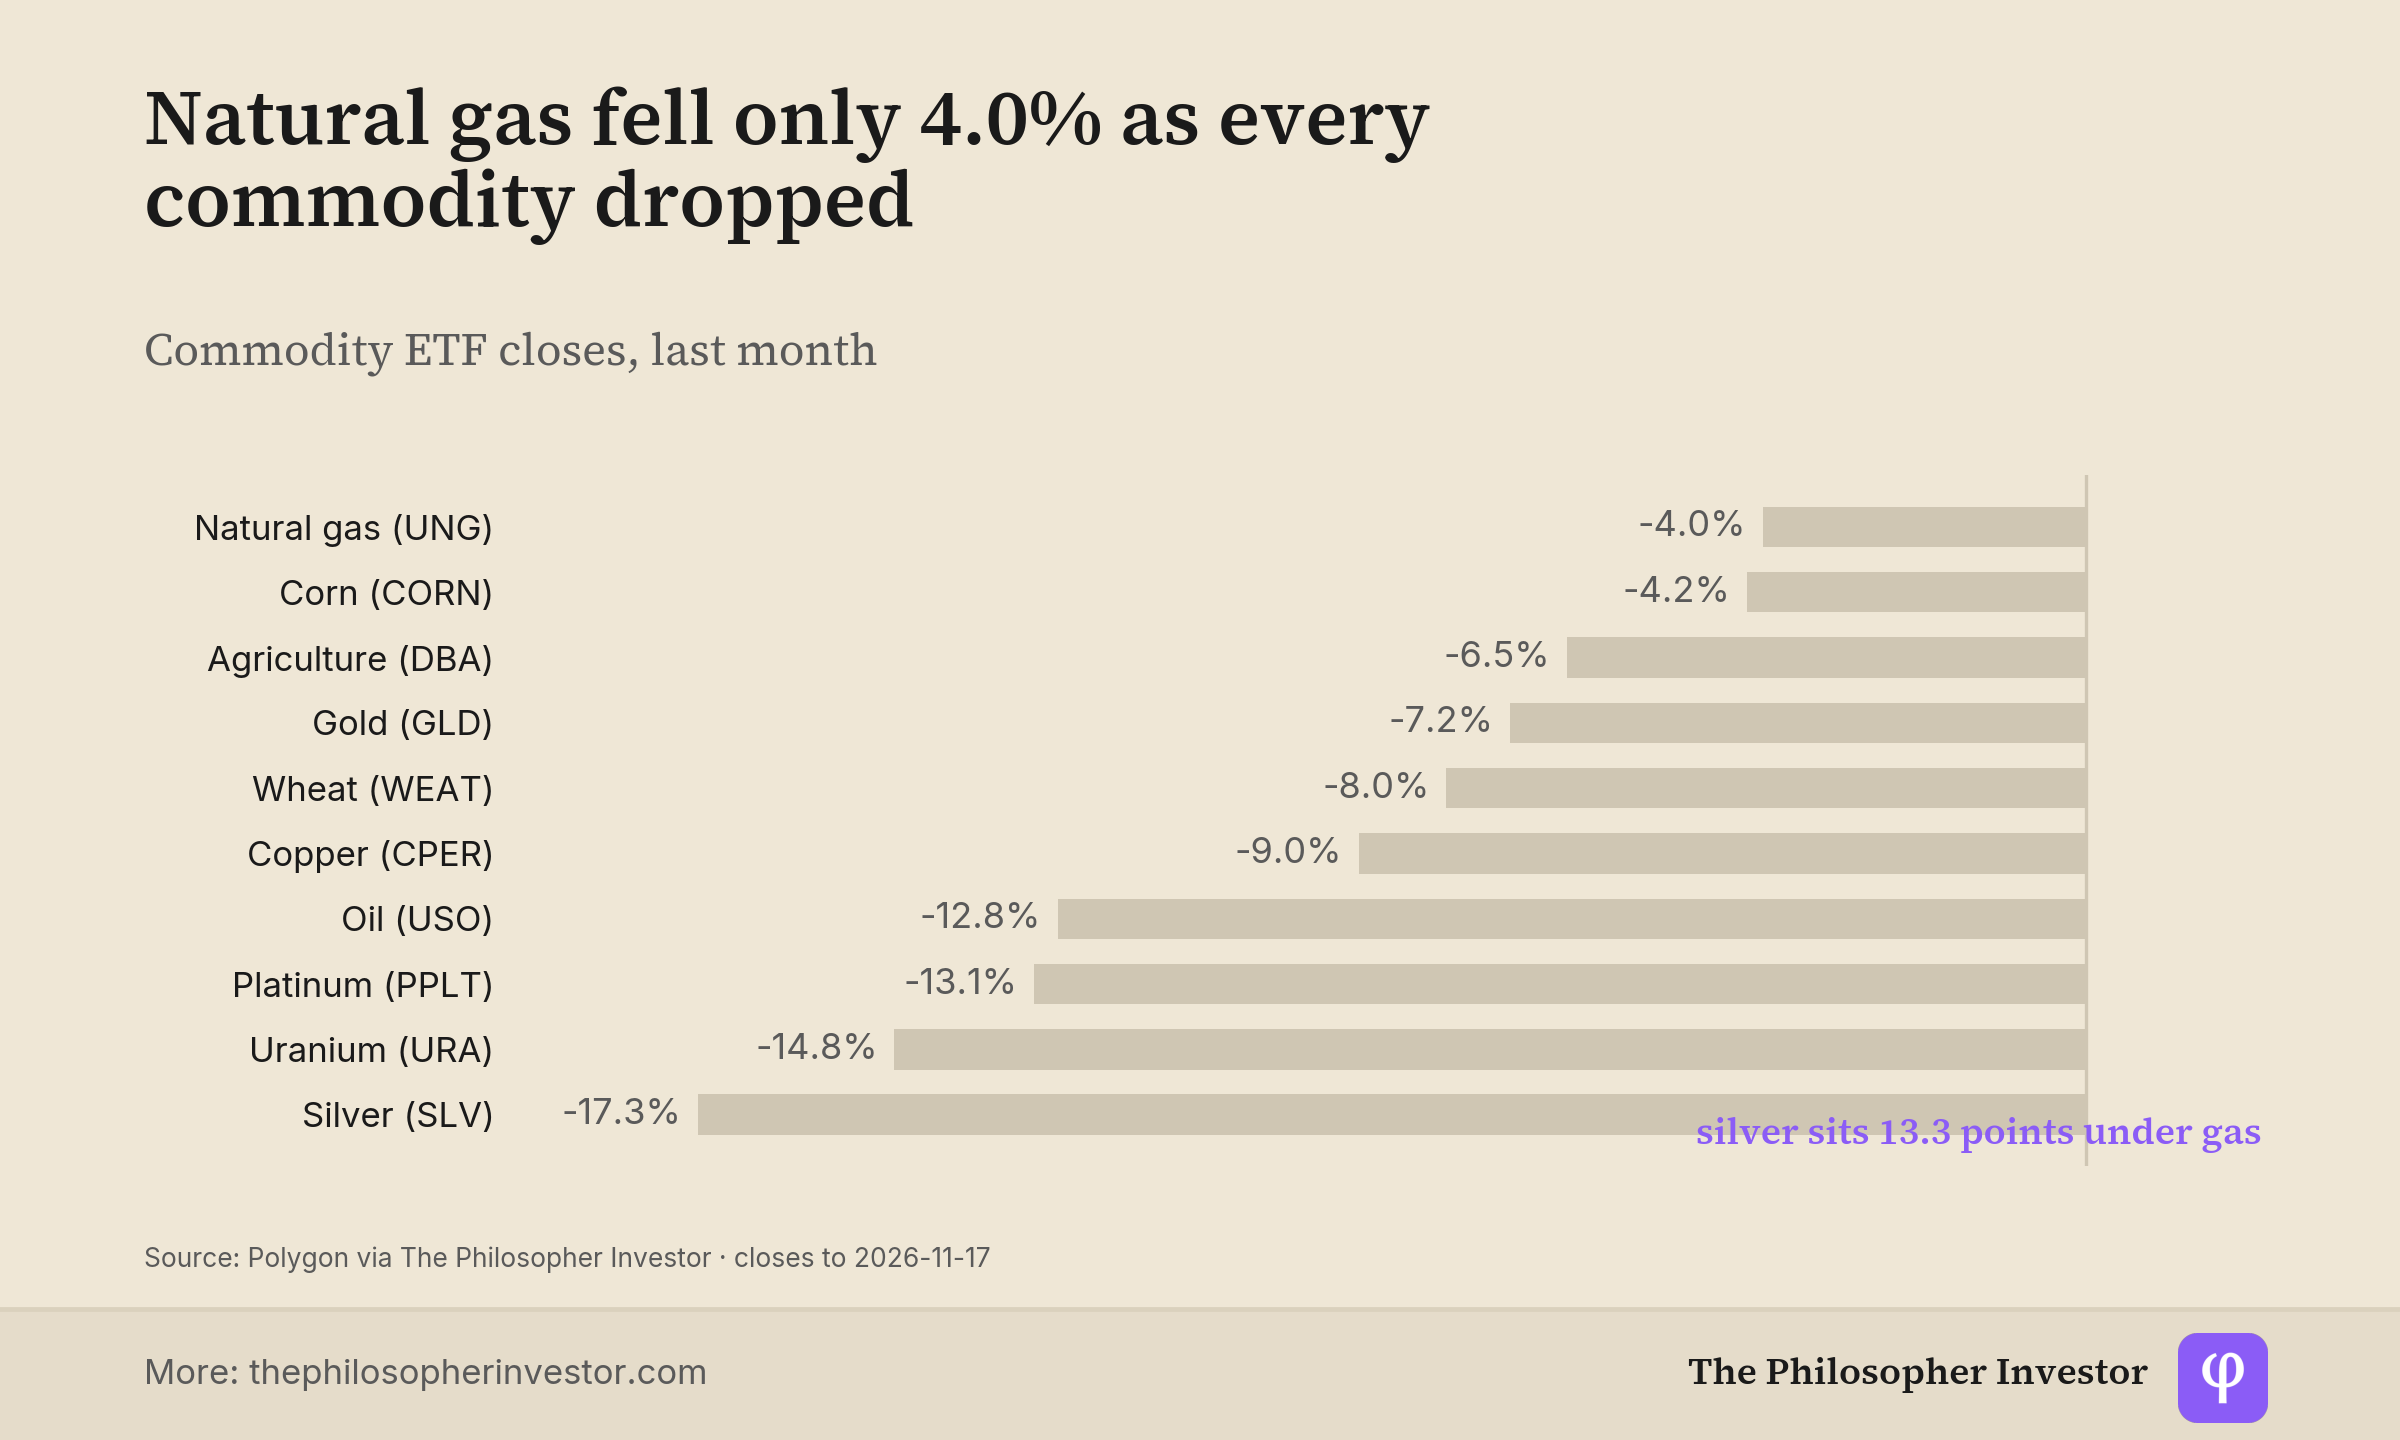 Natural gas fell only 4.0% as every
commodity dropped
Commodity ETF closes, last month
Natural gas (UNG) -4.0%
Corn (CORN) -4.2%
Agriculture (DBA) -6.5%
Gold (GLD) -7.2%
Wheat (WEAT) -8.0%
Copper (CPER) -9.0%
Oil (USO) -12.8%
Platinum (PPLT) -13.1%
Uranium (URA) -14.8%
Silver (SLV) -17.3%
silver sits 13.3 points under gas
Source: Polygon via The Philosopher Investor · closes to 2026-11-17
More: thephilosopherinvestor.com
The Philosopher Investor φ